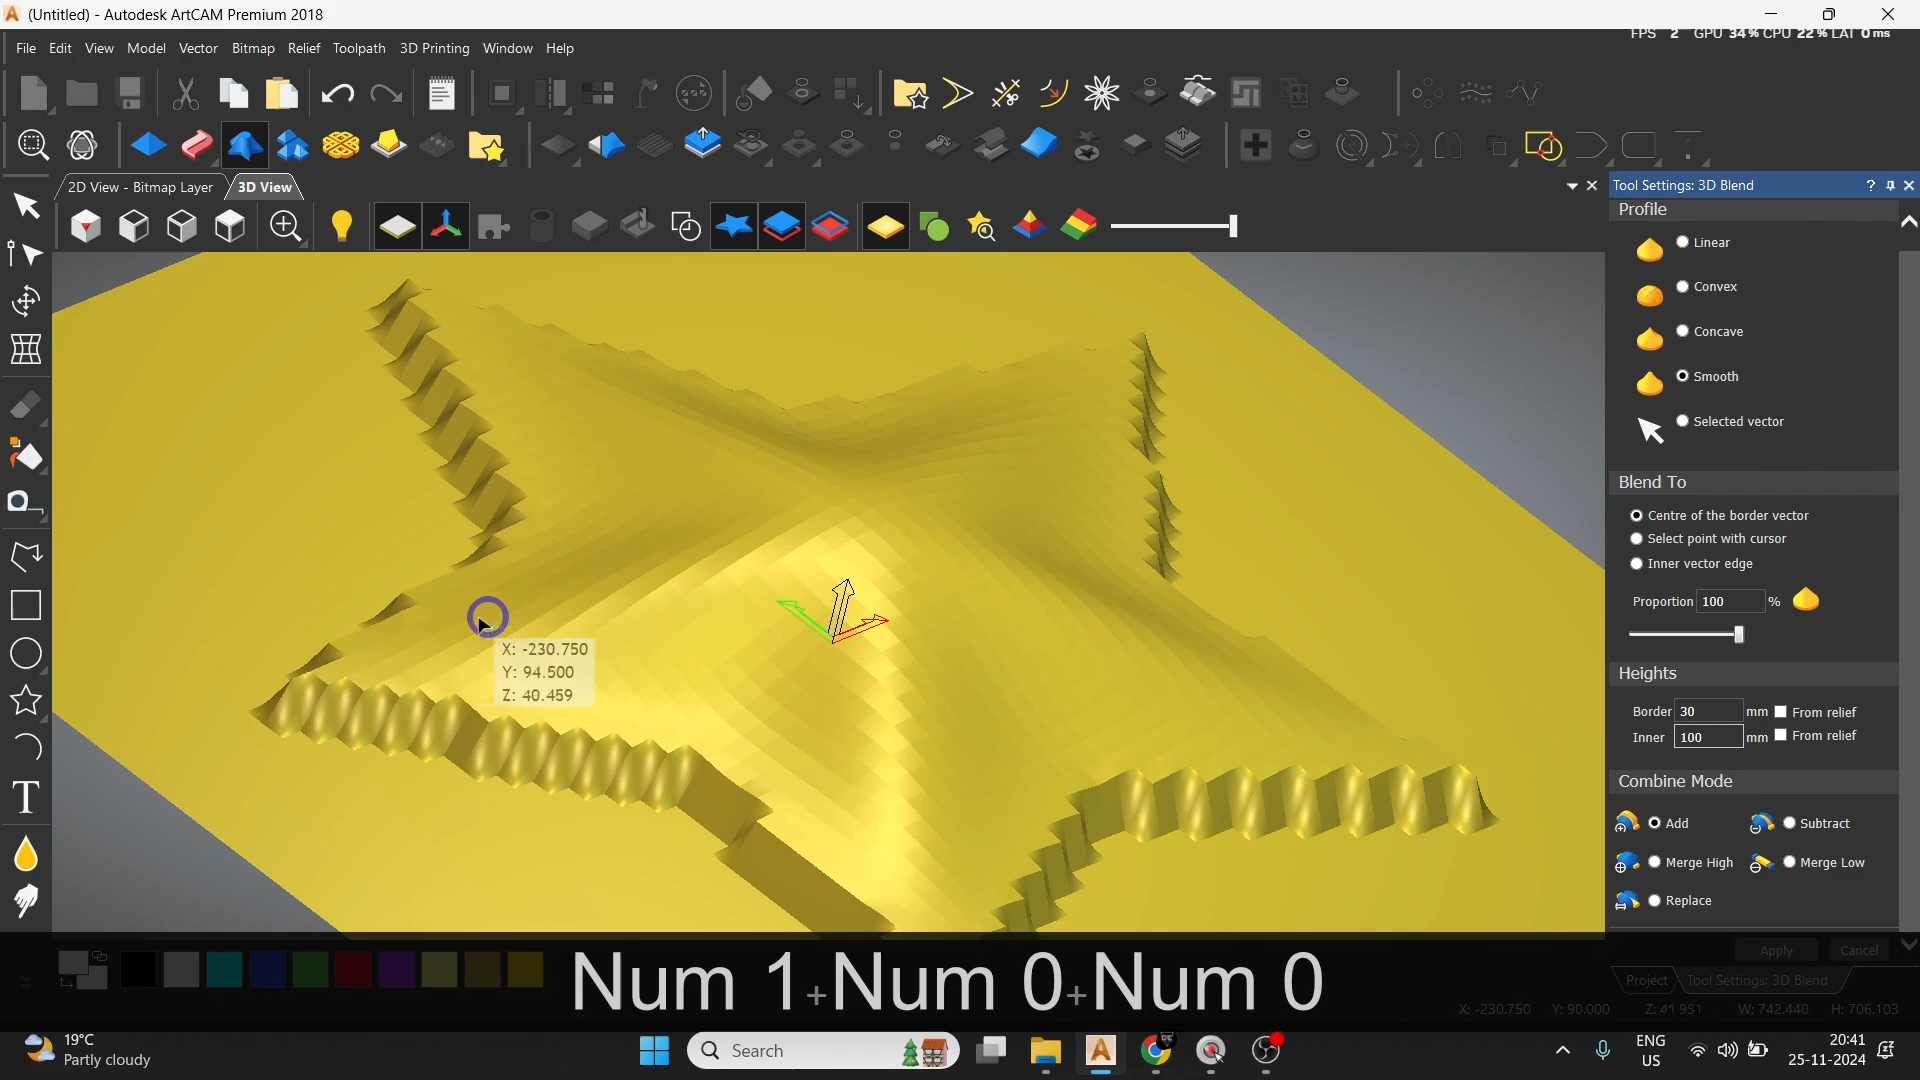 (Untitled) - Autodesk ArtCAM Premium 2018
FPS 2 GPU 34% CPU 22% LAT 0 ms
File Edit View Model Vector Bitmap Relief Toolpath 3D Printing Window Help
2D View - Bitmap Layer 3D View
Tool Settings: 3D Blend
Profile
Linear
Convex
Concave
Smooth
Selected vector
Blend To
Centre of the border vector
Select point with cursor
Inner vector edge
Proportion 100 %
Heights
Border 30 mm From relief
Inner 100 mm From relief
Combine Mode
Add Subtract
Merge High Merge Low
Replace
Apply Cancel
Project Tool Settings: 3D Blend
X: -230.750
Y: 94.500
Z: 40.459
Num 1+Num 0+Num 0
X: -230.750 Y: 90.000 Z: 41.951 W: 742.440 H: 706.103
19°C
Partly cloudy
Search
ENG
US
20:41
25-11-2024